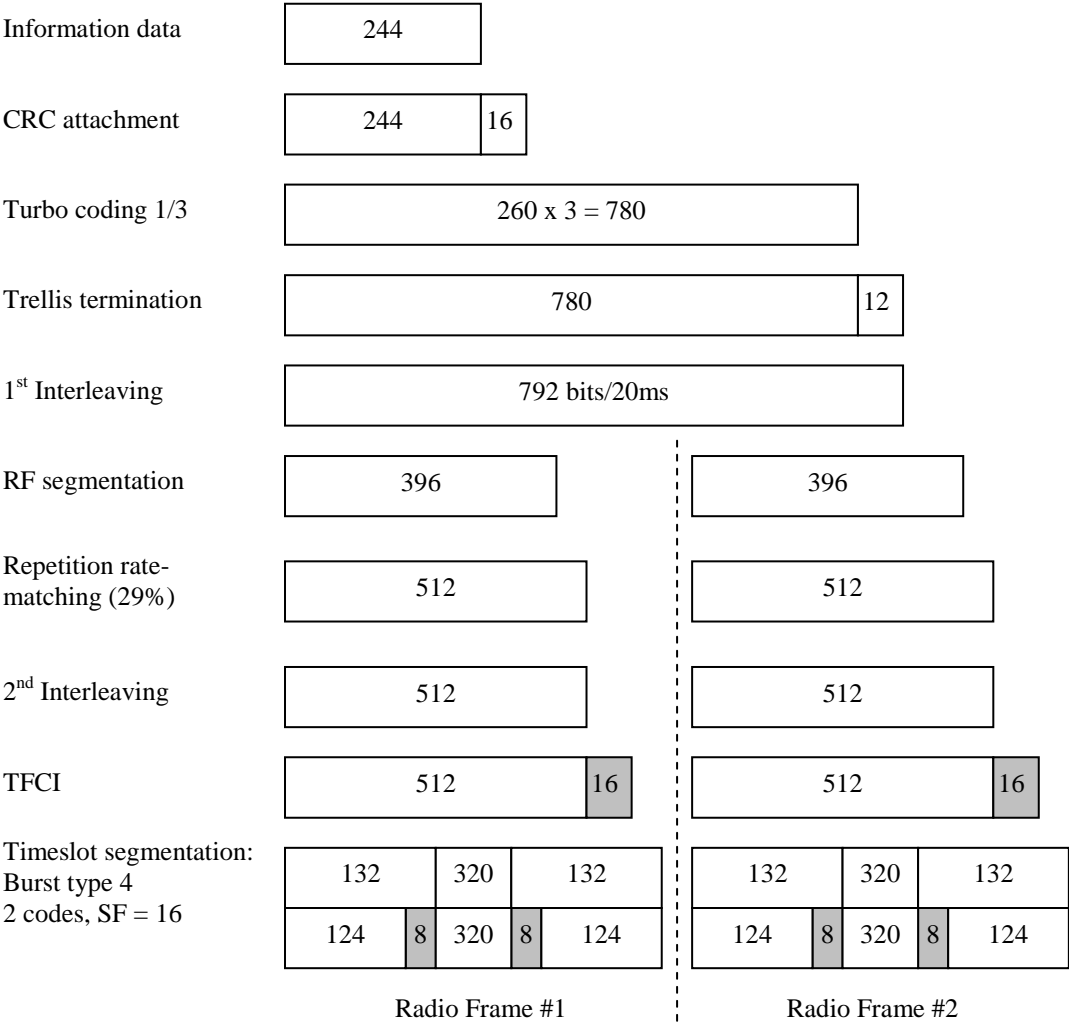 Information data
244
CRC attachment
244 16
Turbo coding 1/3
260 x 3 = 780
Trellis termination
780 12
1st Interleaving
792 bits/20ms
RF segmentation
396 396
Repetition rate-
matching (29%)
512 512
2nd Interleaving
512 512
TFCI
512 16 512 16
Timeslot segmentation:
Burst type 4
2 codes, SF = 16
132 320 132 132 320 132
124 8 320 8 124 124 8 320 8 124
Radio Frame #1 Radio Frame #2